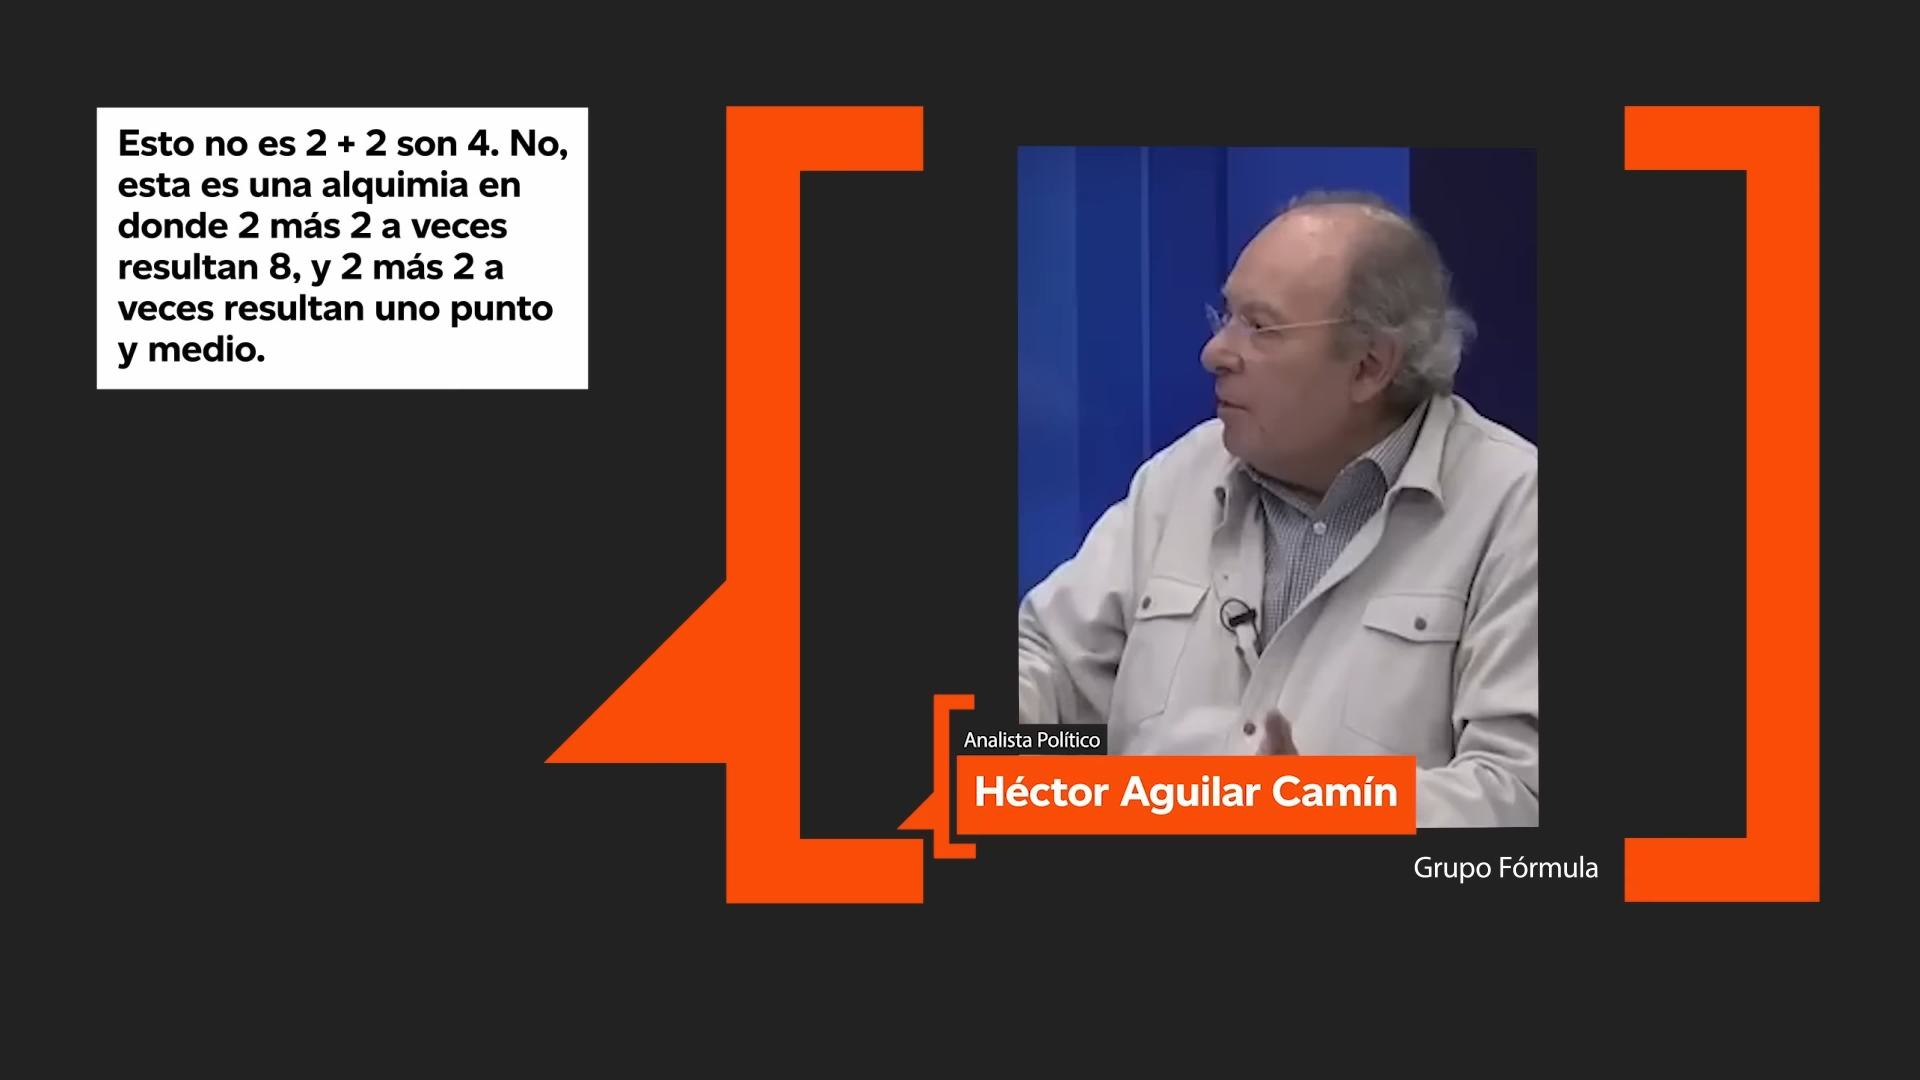 Esto no es 2 + 2 son 4. No,
esta es una alquimia en
donde 2 más 2 a veces
resultan 8, y 2 más 2 a
veces resultan uno punto
y medio.
Analista Político
Héctor Aguilar Camín
Grupo Fórmula